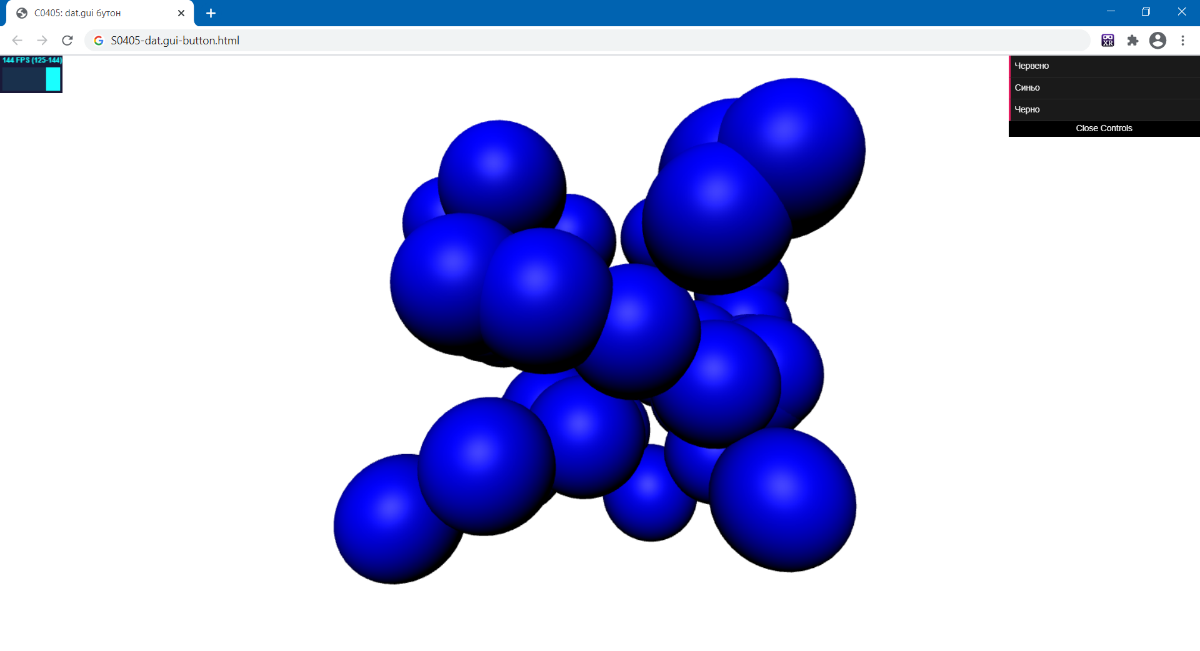 C0405: dat.gui бутон
S0405-dat.gui-button.html
144 FPS (125-144)
Червено
Синьо
Черно
Close Controls